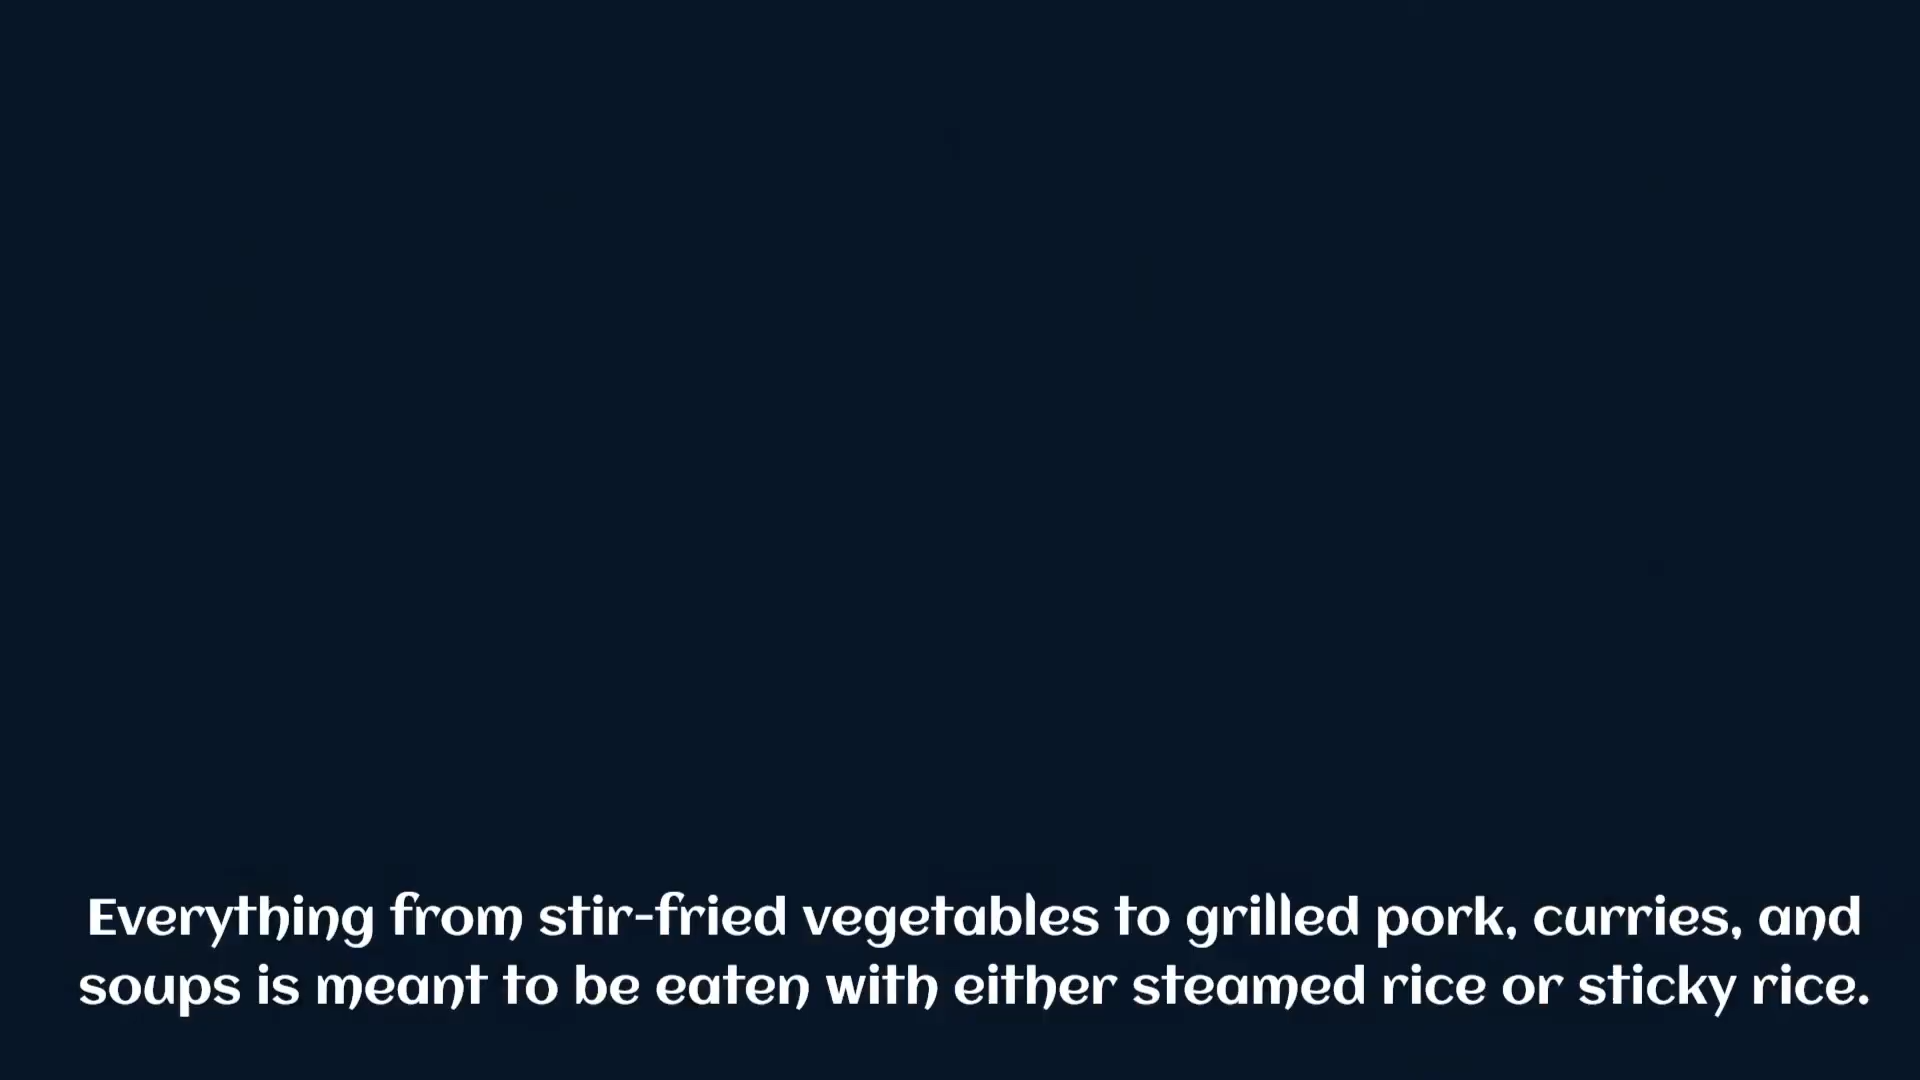 Everything from stir-fried vegetables to grilled pork, curries, and
soups is meant to be eaten with either steamed rice or sticky rice.